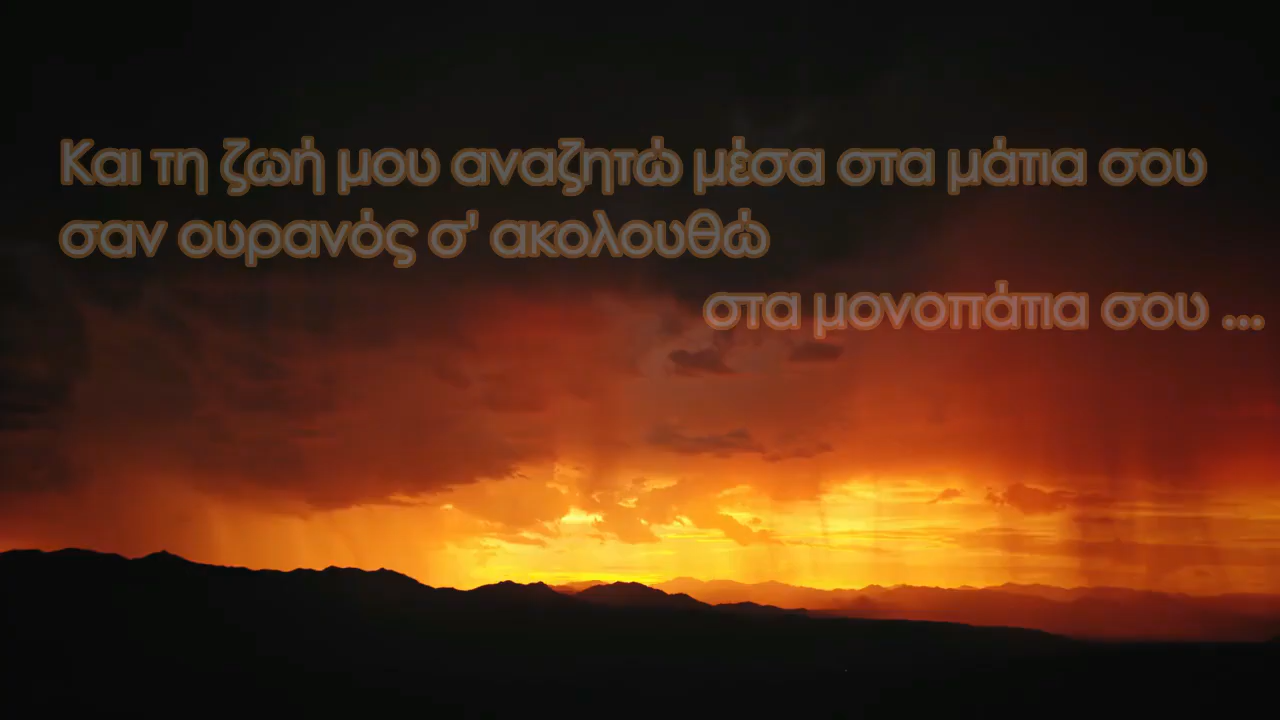 Και τη ζωή μου αναζητώ μέσα στα μάτια σου
σαν ουρανός σ' ακολουθώ
στα μονοπάτια σου ...